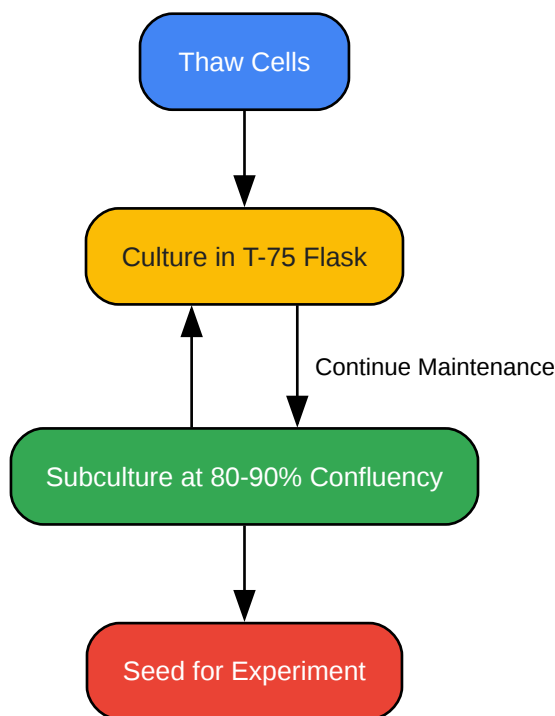 Thaw Cells
Culture in T-75 Flask
Continue Maintenance
Subculture at 80-90% Confluency
Seed for Experiment